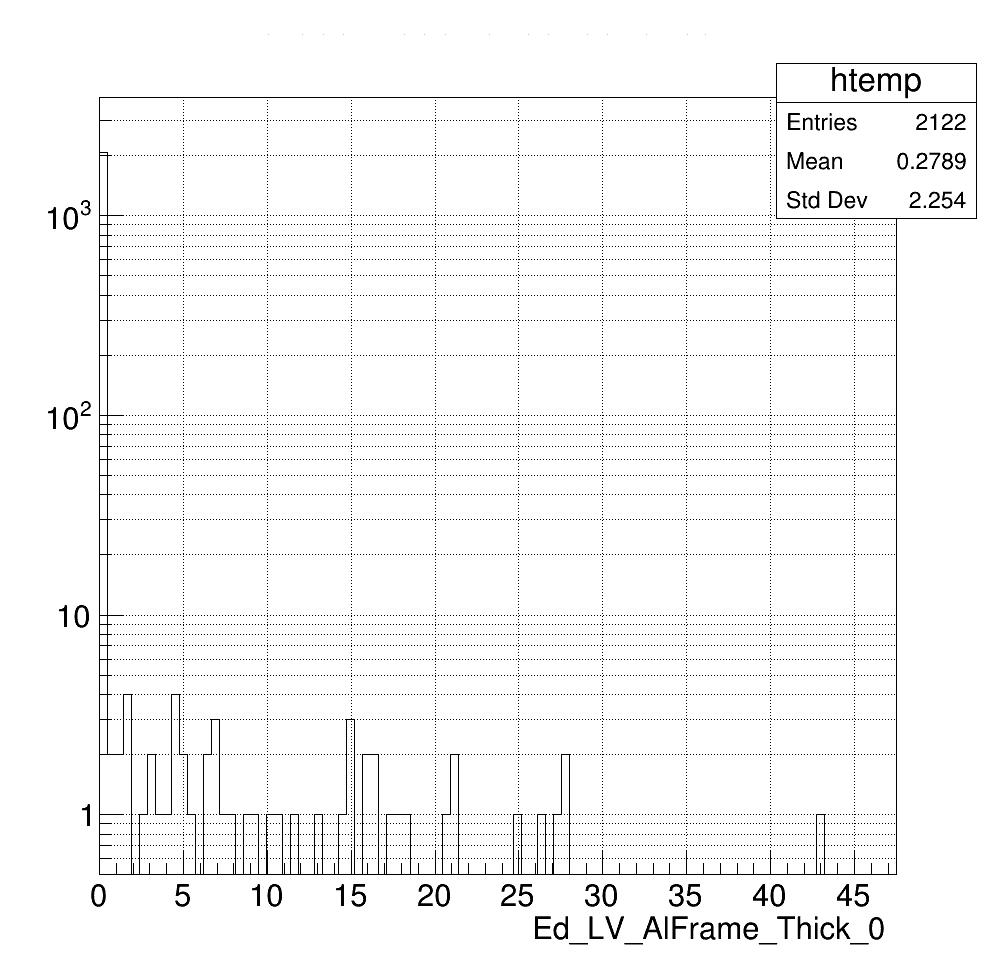 htemp
Entries 2122
Mean 0.2789
Std Dev 2.254
10³
10²
10
1
0 5 10 15 20 25 30 35 40 45
Ed_LV_AlFrame_Thick_0